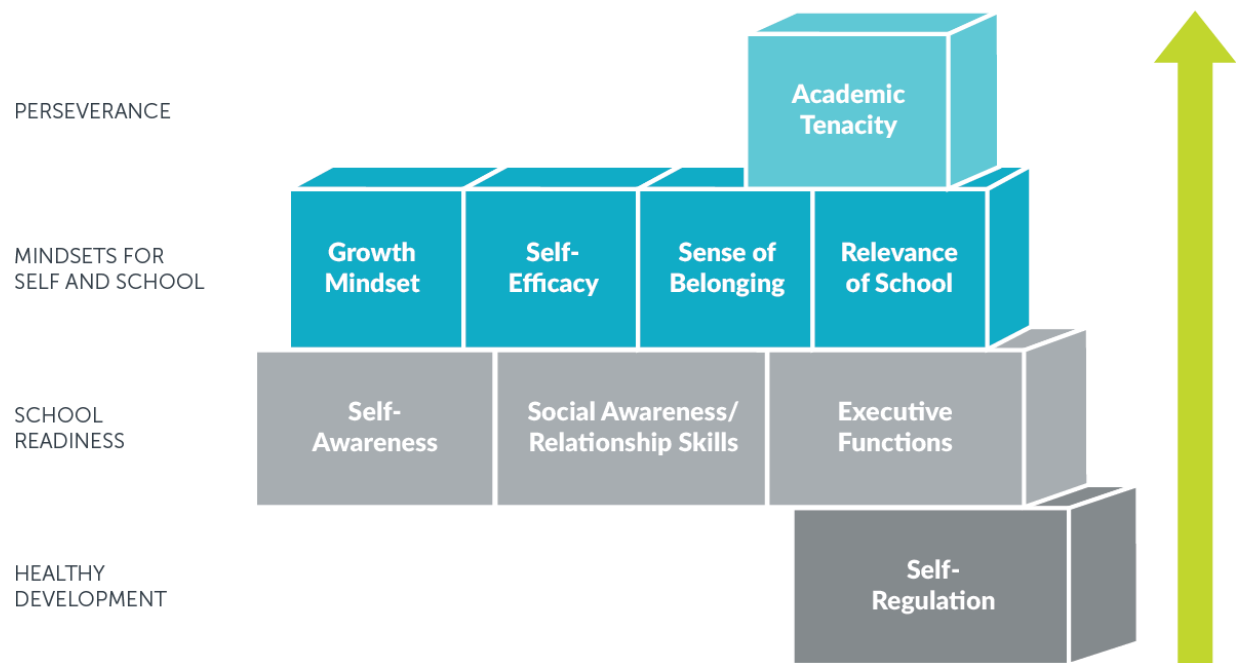 PERSEVERANCE
Academic
Tenacity
MINDSETS FOR
SELF AND SCHOOL
Growth
Mindset
Self-
Efficacy
Sense of
Belonging
Relevance
of School
SCHOOL
READINESS
Self-
Awareness
Social Awareness/
Relationship Skills
Executive
Functions
HEALTHY
DEVELOPMENT
Self-
Regulation